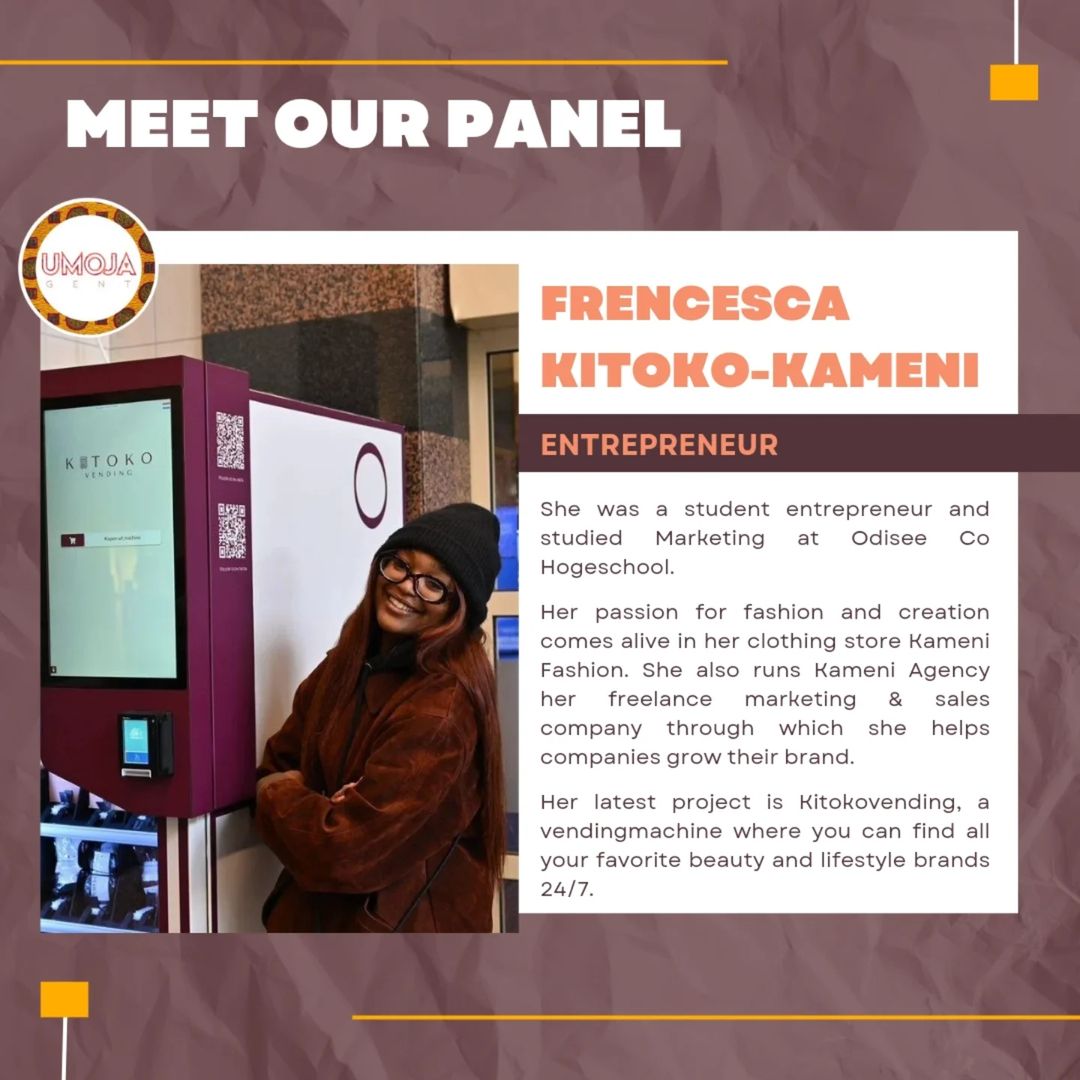 MEET OUR PANEL
UMOJA
GENT
KITOKO
VENDING
Kopen uit machine
FRENCESCA
KITOKO-KAMENI
ENTREPRENEUR
She was a student entrepreneur and
studied Marketing at Odisee Co
Hogeschool.
Her passion for fashion and creation
comes alive in her clothing store Kameni
Fashion. She also runs Kameni Agency
her freelance marketing & sales
company through which she helps
companies grow their brand.
Her latest project is Kitokovending, a
vendingmachine where you can find all
your favorite beauty and lifestyle brands
24/7.